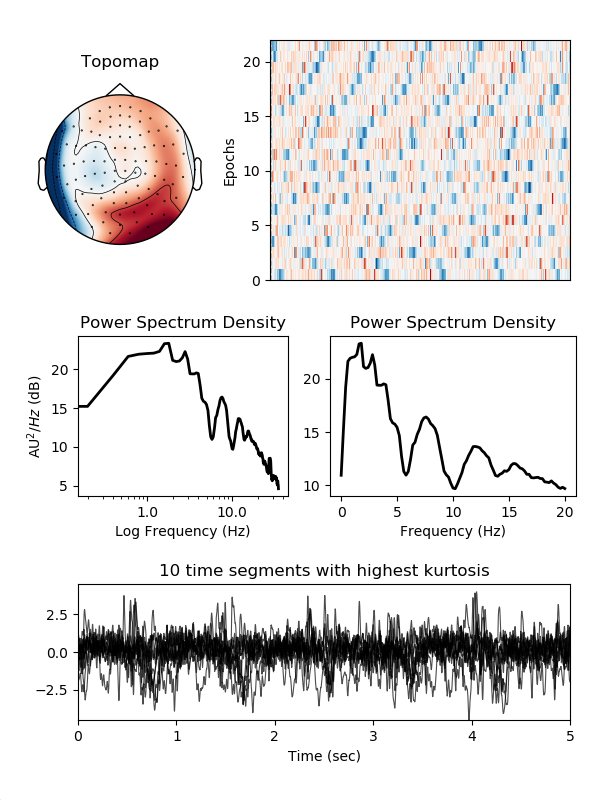 Topomap
Epochs
20
15
10
5
0
Power Spectrum Density
AU²/Hz (dB)
20
15
10
5
1.0 10.0
Log Frequency (Hz)
Power Spectrum Density
20
15
10
0 5 10 15 20
Frequency (Hz)
10 time segments with highest kurtosis
2.5
0.0
−2.5
0 1 2 3 4 5
Time (sec)